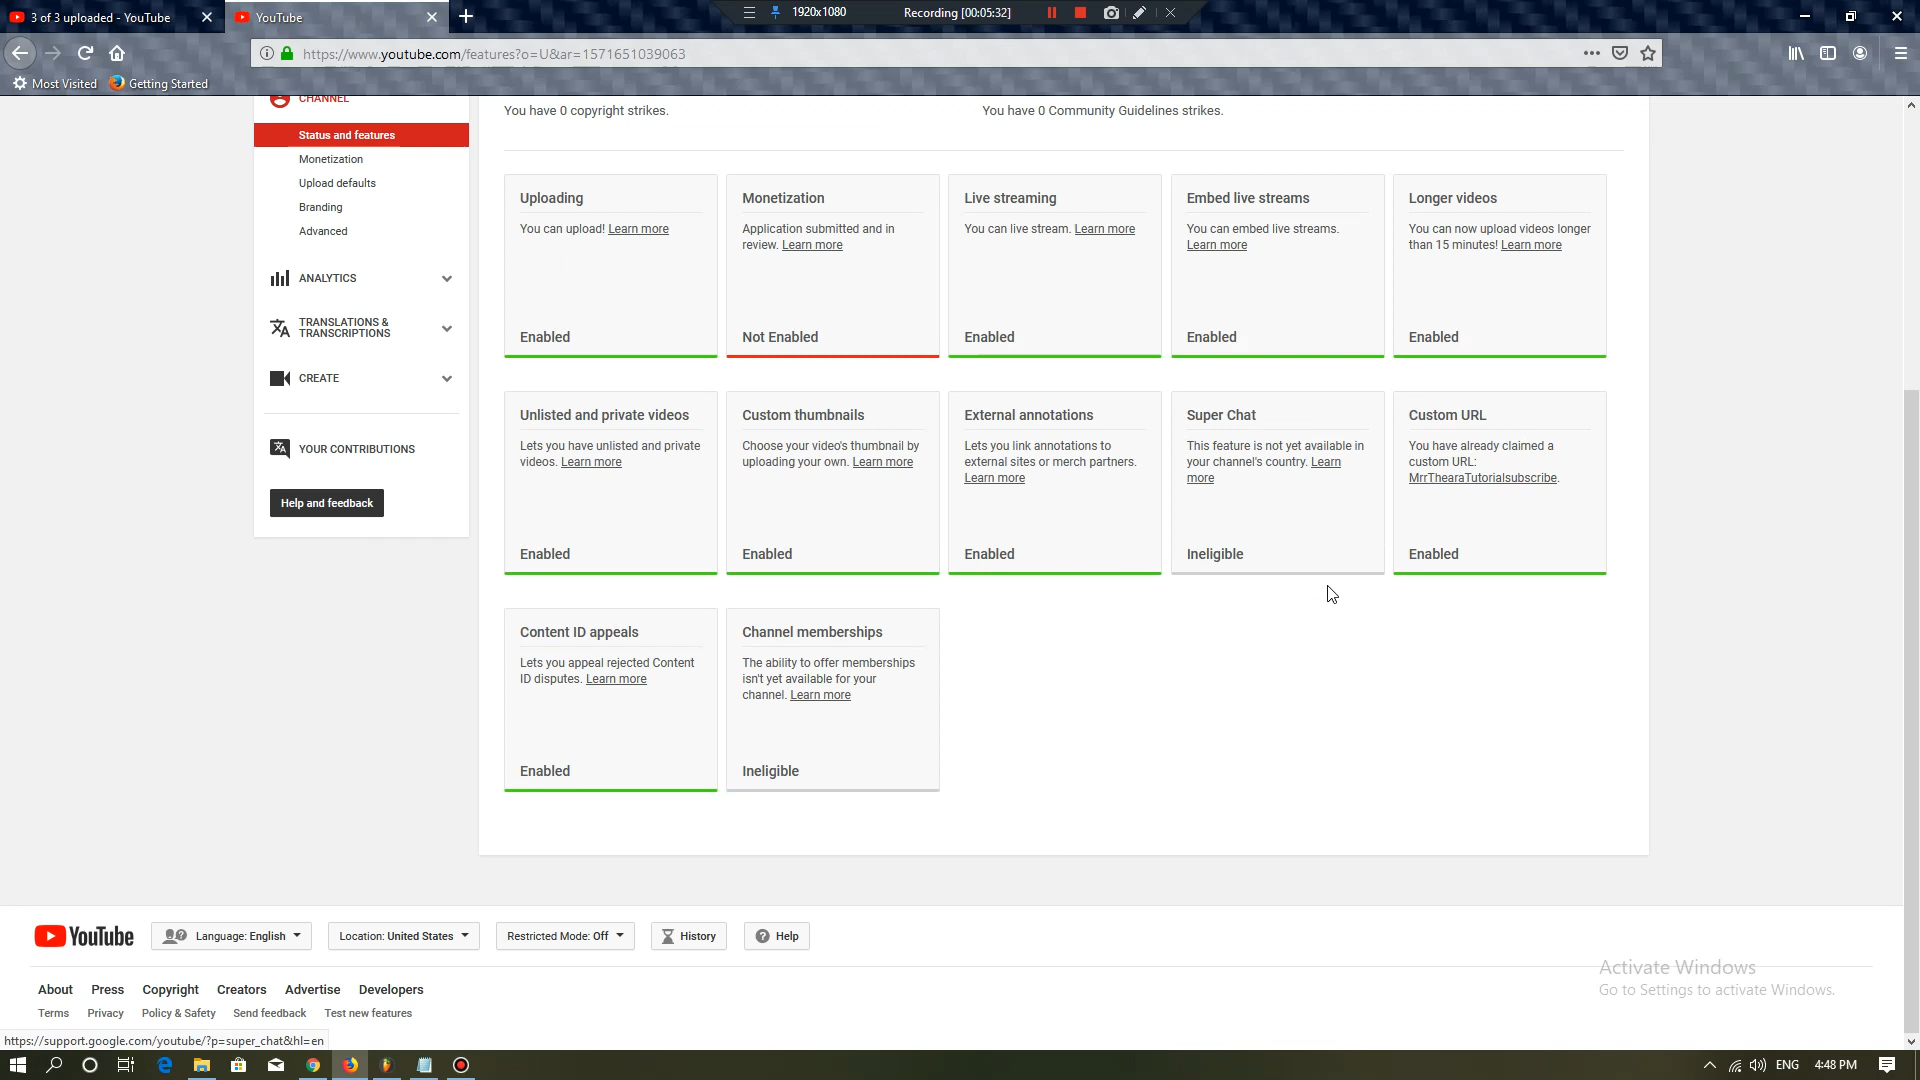 3 of 3 uploaded - YouTube
YouTube
1920x1080
Recording [00:05:32]
https://www.youtube.com/features?o=U&ar=1571651039063
Most Visited
Getting Started
CHANNEL
Status and features
Monetization
Upload defaults
Branding
Advanced
ANALYTICS
TRANSLATIONS &
TRANSCRIPTIONS
CREATE
YOUR CONTRIBUTIONS
Help and feedback
You have 0 copyright strikes.
You have 0 Community Guidelines strikes.
Uploading
You can upload! Learn more
Enabled
Monetization
Application submitted and in
review. Learn more
Not Enabled
Live streaming
You can live stream. Learn more
Enabled
Embed live streams
You can embed live streams.
Learn more
Enabled
Longer videos
You can now upload videos longer
than 15 minutes! Learn more
Enabled
Unlisted and private videos
Lets you have unlisted and private
videos. Learn more
Enabled
Custom thumbnails
Choose your video's thumbnail by
uploading your own. Learn more
Enabled
External annotations
Lets you link annotations to
external sites or merch partners.
Learn more
Enabled
Super Chat
This feature is not yet available in
your channel's country. Learn
more
Ineligible
Custom URL
You have already claimed a
custom URL:
MrrThearaTutorialsubscribe.
Enabled
Content ID appeals
Lets you appeal rejected Content
ID disputes. Learn more
Enabled
Channel memberships
The ability to offer memberships
isn't yet available for your
channel. Learn more
Ineligible
YouTube
Language: English
Location: United States
Restricted Mode: Off
History
Help
About Press Copyright Creators Advertise Developers
Terms Privacy Policy & Safety Send feedback Test new features
Activate Windows
Go to Settings to activate Windows.
https://support.google.com/youtube/?p=super_chat&hl=en
ENG
4:48 PM